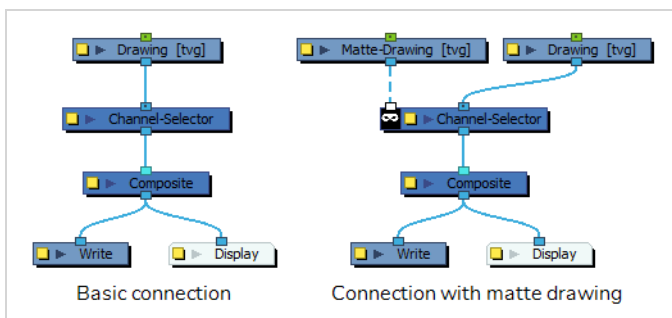 Drawing [tvg]
Channel-Selector
Composite
Write
Display
Basic connection
Matte-Drawing [tvg]
Drawing [tvg]
Channel-Selector
Composite
Write
Display
Connection with matte drawing